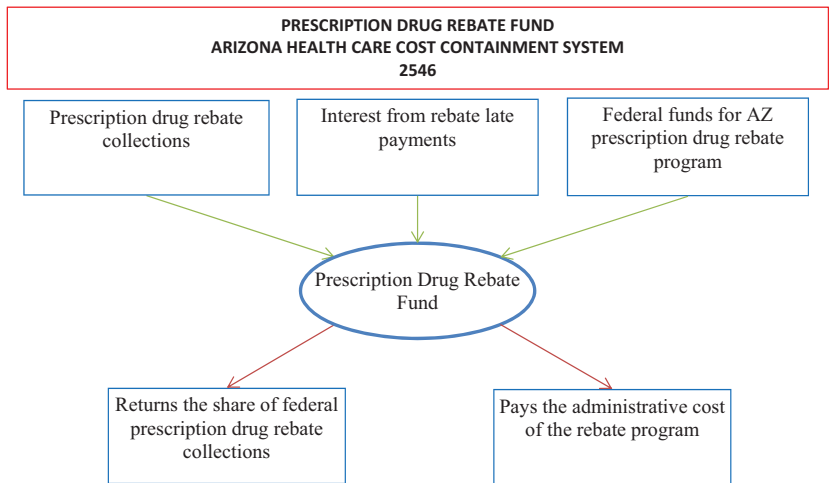 PRESCRIPTION DRUG REBATE FUND
ARIZONA HEALTH CARE COST CONTAINMENT SYSTEM
2546
Prescription drug rebate
collections
Interest from rebate late
payments
Federal funds for AZ
prescription drug rebate
program
Prescription Drug Rebate
Fund
Returns the share of federal
prescription drug rebate
collections
Pays the administrative cost
of the rebate program